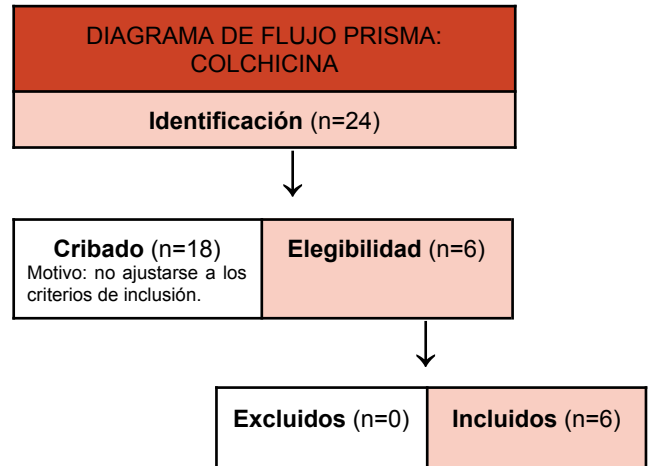 DIAGRAMA DE FLUJO PRISMA:
COLCHICINA
Identificación (n=24)
Cribado (n=18)
Motivo: no ajustarse a los
criterios de inclusión.
Elegibilidad (n=6)
Excluidos (n=0)
Incluidos (n=6)